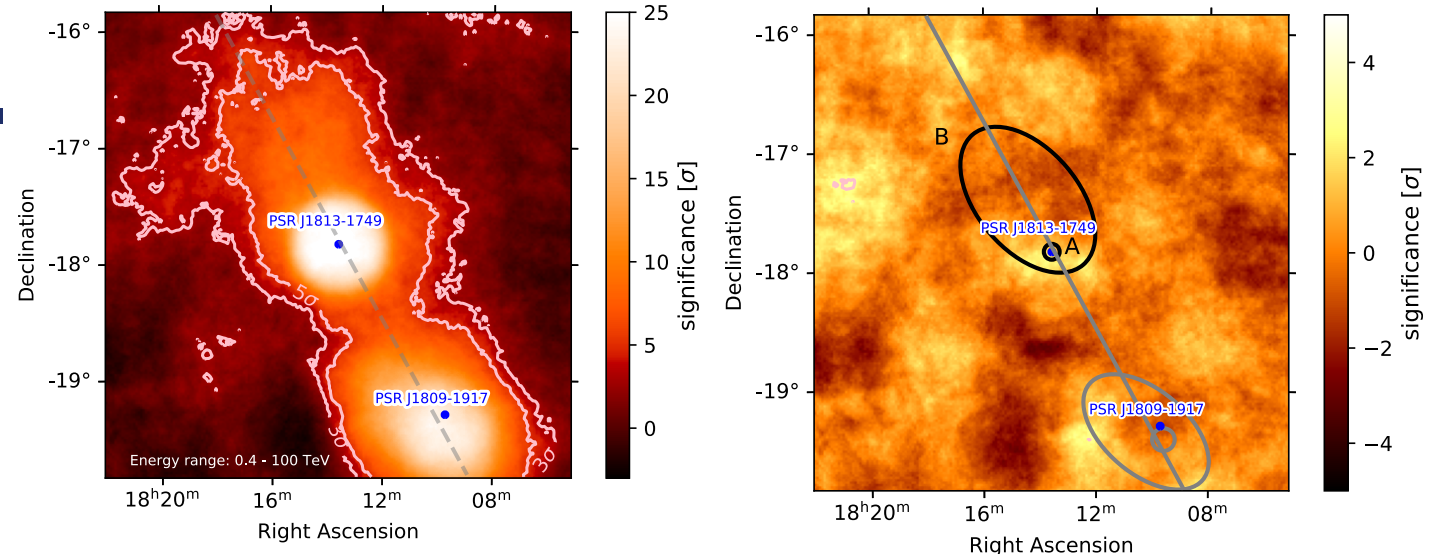 -16°
-17°
-18°
-19°
Declination
18ʰ20ᵐ
16ᵐ
12ᵐ
08ᵐ
Right Ascension
PSR J1813-1749
PSR J1809-1917
5σ
3σ
3σ
Energy range: 0.4 - 100 TeV
25
20
15
10
5
0
significance [σ]
-16°
-17°
-18°
-19°
Declination
18ʰ20ᵐ
16ᵐ
12ᵐ
08ᵐ
Right Ascension
B
PSR J1813-1749
A
PSR J1809-1917
4
2
0
−2
−4
significance [σ]